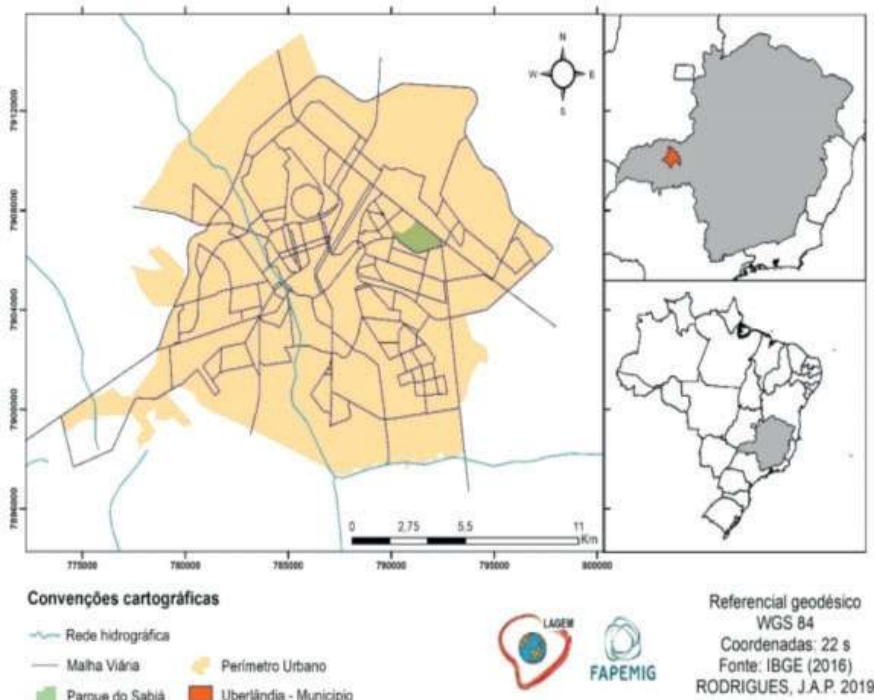 N
W E
S
7912000
7908000
7904000
7900000
7896000
0 2,75 5,5 11
Km
775000 780000 785000 790000 795000 800000
Convenções cartográficas
Rede hidrográfica
Malha Viária
Perímetro Urbano
Parque do Sabiá
Uberlândia - Municipio
LAGEM
FAPEMIG
Referencial geodésico
WGS 84
Coordenadas: 22 s
Fonte: IBGE (2016)
RODRIGUES, J.A.P. 2019